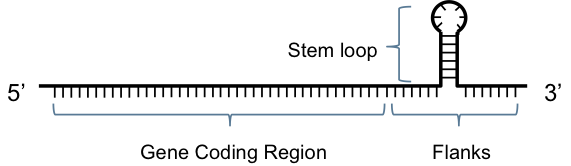 Stem loop
5’ 3’
Gene Coding Region Flanks